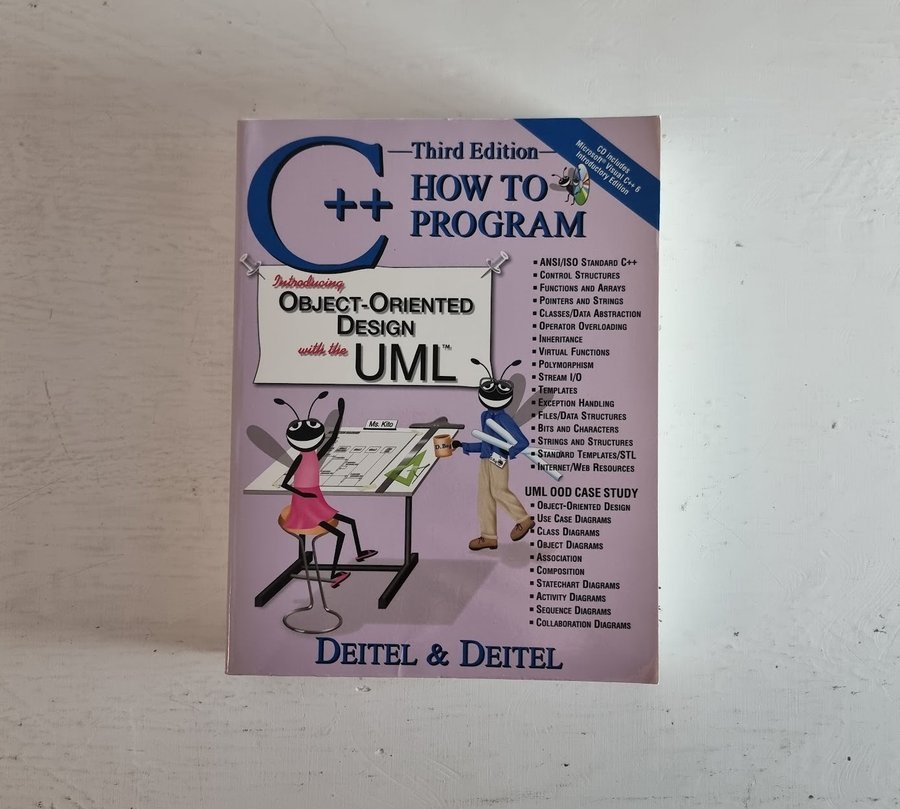 C++
Third Edition
HOW TO
PROGRAM
CD includes
Microsoft® Visual C++ 6
Introductory Edition
Introducing
OBJECT-ORIENTED
DESIGN
with the
UML™
Ms. Kito
D. Bug
▪ ANSI/ISO STANDARD C++
▪ CONTROL STRUCTURES
▪ FUNCTIONS AND ARRAYS
▪ POINTERS AND STRINGS
▪ CLASSES/DATA ABSTRACTION
▪ OPERATOR OVERLOADING
▪ INHERITANCE
▪ VIRTUAL FUNCTIONS
▪ POLYMORPHISM
▪ STREAM I/O
▪ TEMPLATES
▪ EXCEPTION HANDLING
▪ FILES/DATA STRUCTURES
▪ BITS AND CHARACTERS
▪ STRINGS AND STRUCTURES
▪ STANDARD TEMPLATES/STL
▪ INTERNET/WEB RESOURCES
UML OOD CASE STUDY
▪ OBJECT-ORIENTED DESIGN
▪ USE CASE DIAGRAMS
▪ CLASS DIAGRAMS
▪ OBJECT DIAGRAMS
▪ ASSOCIATION
▪ COMPOSITION
▪ STATECHART DIAGRAMS
▪ ACTIVITY DIAGRAMS
▪ SEQUENCE DIAGRAMS
▪ COLLABORATION DIAGRAMS
DEITEL & DEITEL